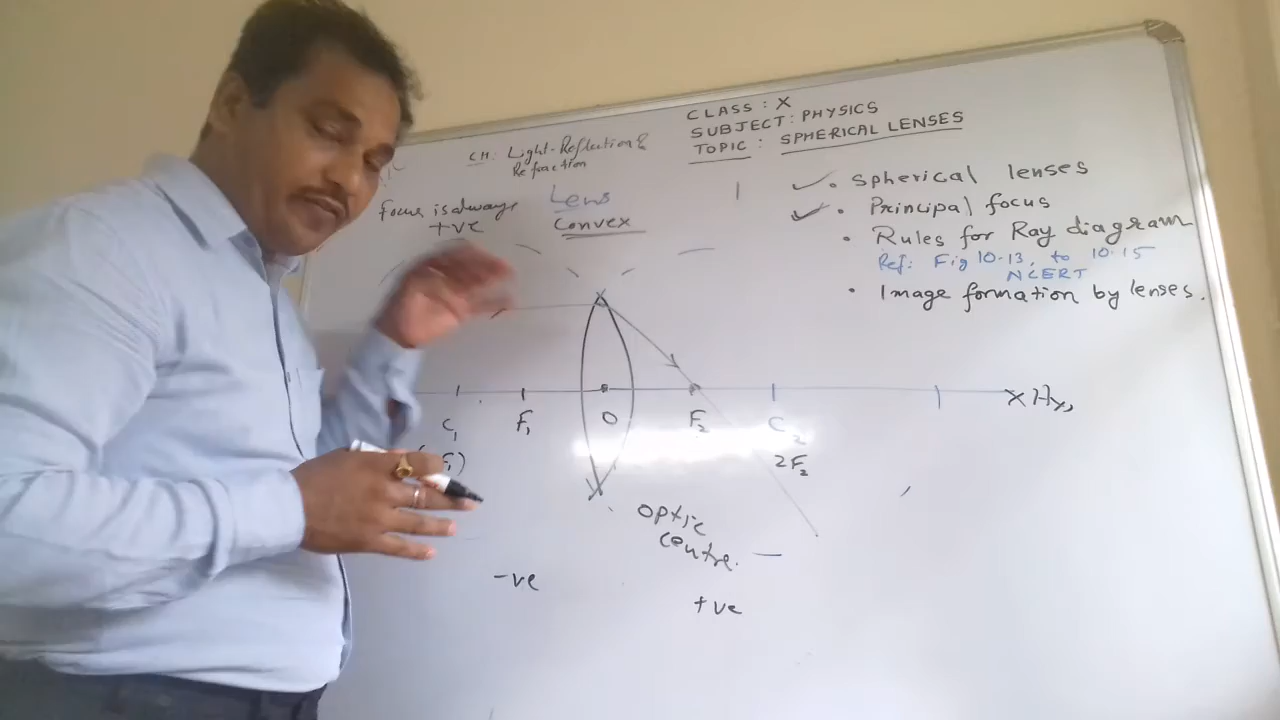 CLASS : X
SUBJECT: PHYSICS
TOPIC : SPHERICAL LENSES
CH: Light-Reflection &
Refraction
Focus is always
+ve
Lens
Convex
• Spherical lenses
• Principal focus
• Rules for Ray diagram
Ref: Fig 10.13, to 10.15
NCERT
• Image formation by lenses.
C₁ F₁ O F₂ C₂
2F₂
Optic
centre.
-ve
+ve